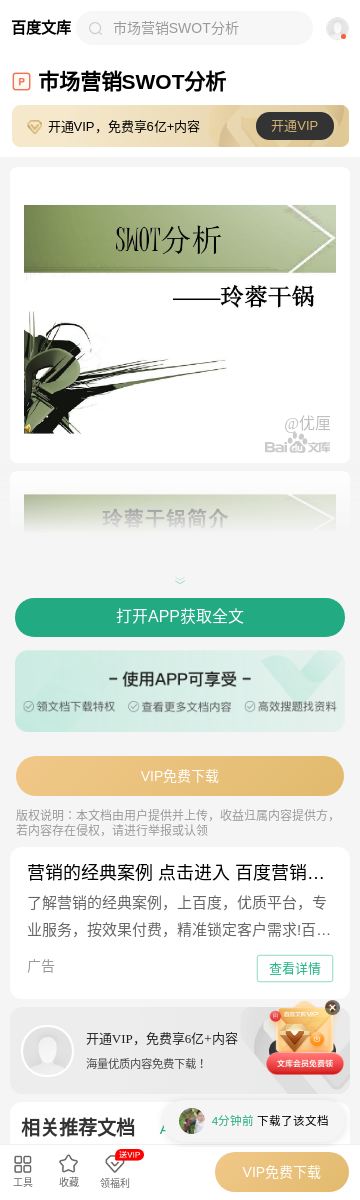 百度文库
市场营销SWOT分析
市场营销SWOT分析
开通VIP，免费享6亿+内容
开通VIP
SWOT分析
——玲蓉干锅
@优厘
Bai du 文库
玲蓉干锅简介
打开APP获取全文
- 使用APP可享受 -
领文档下载特权
查看更多文档内容
高效搜题找资料
VIP免费下载
版权说明：本文档由用户提供并上传，收益归属内容提供方，
若内容存在侵权，请进行举报或认领
营销的经典案例 点击进入 百度营销…
了解营销的经典案例，上百度，优质平台，专
业服务，按效果付费，精准锁定客户需求!百…
广告
查看详情
开通VIP，免费享6亿+内容
海量优质内容免费下载！
文库会员免费领
相关推荐文档
4分钟前 下载了该文档
工具
收藏
送VIP
领福利
VIP免费下载